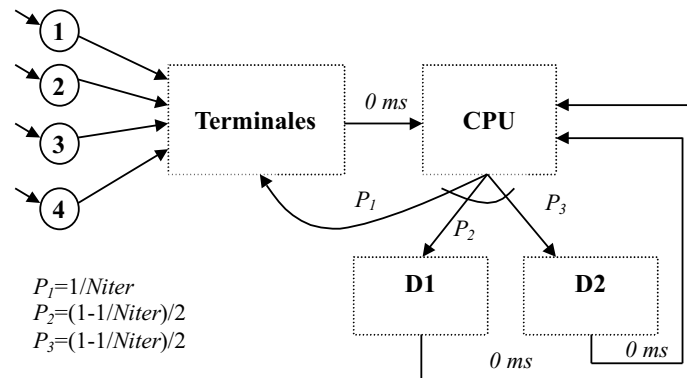 1
2
3
4
Terminales
0 ms
CPU
P1
P2
P3
D1
D2
0 ms
0 ms
P1=1/Niter
P2=(1-1/Niter)/2
P3=(1-1/Niter)/2